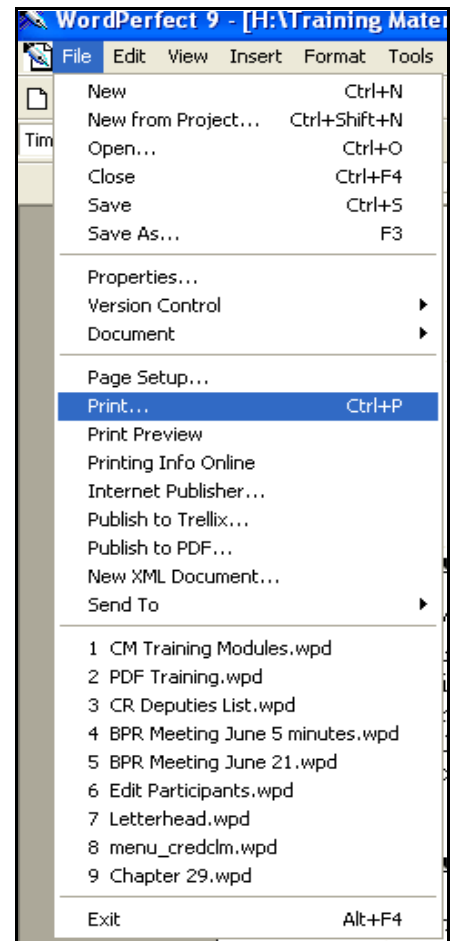 WordPerfect 9 - [H:\Training Mater
File Edit View Insert Format Tools
Tim
New Ctrl+N
New from Project... Ctrl+Shift+N
Open... Ctrl+O
Close Ctrl+F4
Save Ctrl+S
Save As... F3
Properties...
Version Control
Document
Page Setup...
Print... Ctrl+P
Print Preview
Printing Info Online
Internet Publisher...
Publish to Trellix...
Publish to PDF...
New XML Document...
Send To
1 CM Training Modules.wpd
2 PDF Training.wpd
3 CR Deputies List.wpd
4 BPR Meeting June 5 minutes.wpd
5 BPR Meeting June 21.wpd
6 Edit Participants.wpd
7 Letterhead.wpd
8 menu_credclm.wpd
9 Chapter 29.wpd
Exit Alt+F4